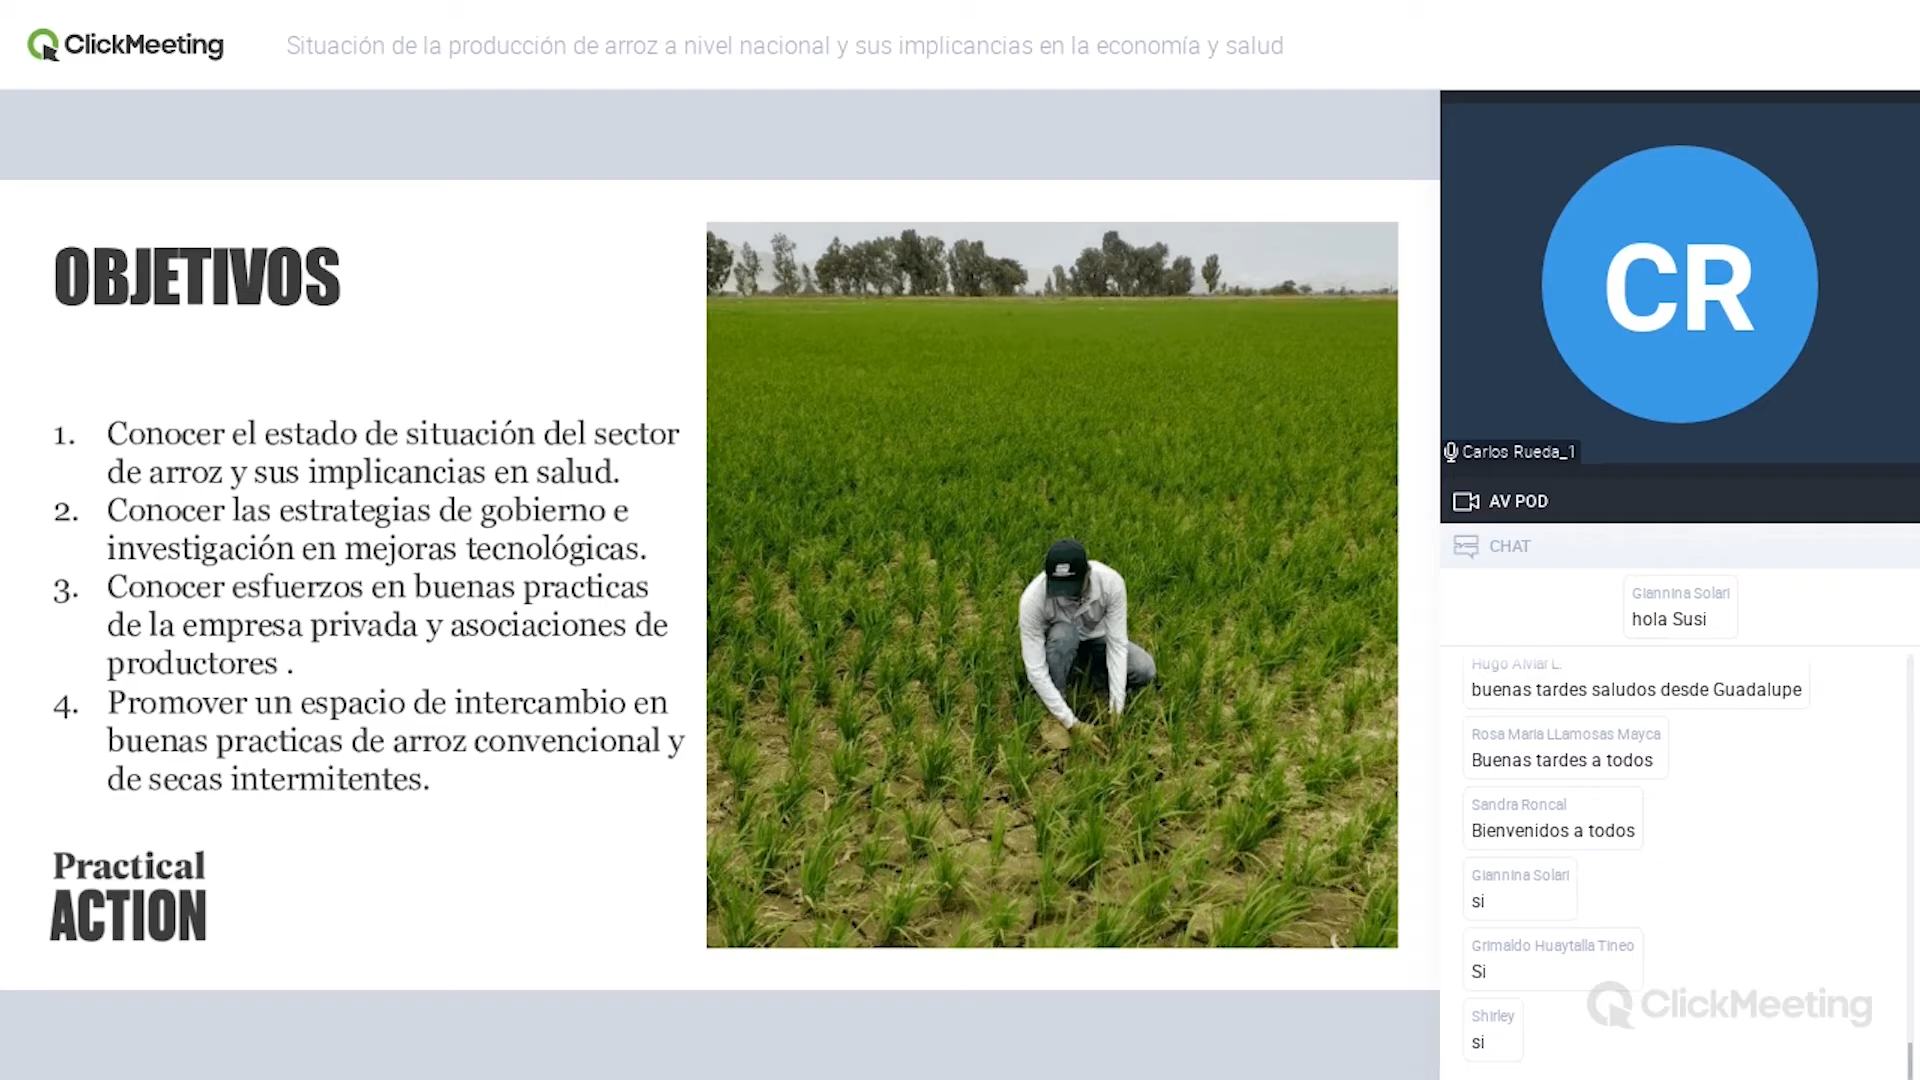 ClickMeeting
Situación de la producción de arroz a nivel nacional y sus implicancias en la economía y salud
OBJETIVOS
1. Conocer el estado de situación del sector
de arroz y sus implicancias en salud.
2. Conocer las estrategias de gobierno e
investigación en mejoras tecnológicas.
3. Conocer esfuerzos en buenas practicas
de la empresa privada y asociaciones de
productores .
4. Promover un espacio de intercambio en
buenas practicas de arroz convencional y
de secas intermitentes.
Practical
ACTION
CR
Carlos Rueda_1
AV POD
CHAT
Giannina Solari
hola Susi
Hugo Alviar L.
buenas tardes saludos desde Guadalupe
Rosa Maria LLamosas Mayca
Buenas tardes a todos
Sandra Roncal
Bienvenidos a todos
Giannina Solari
si
Grimaldo Huaytalla Tineo
Si
Shirley
si
ClickMeeting